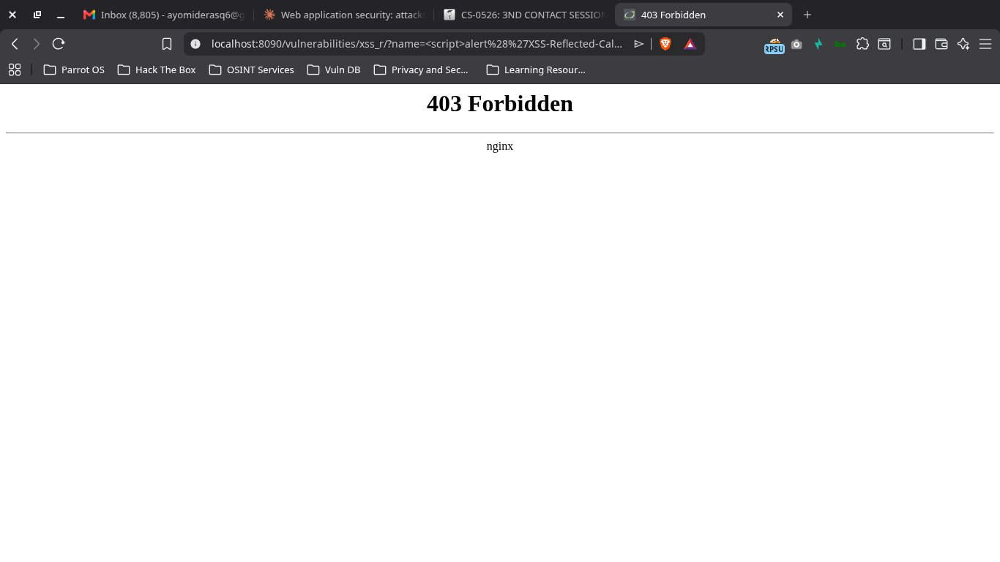 Inbox (8,805) - ayomiderasq6@g
Web application security: attacks
CS-0526: 3ND CONTACT SESSION
403 Forbidden
localhost:8090/vulnerabilities/xss_r/?name=<script>alert%28%27XSS-Reflected-Cal...
RPSU
bw
Parrot OS
Hack The Box
OSINT Services
Vuln DB
Privacy and Sec...
Learning Resour...
403 Forbidden
nginx